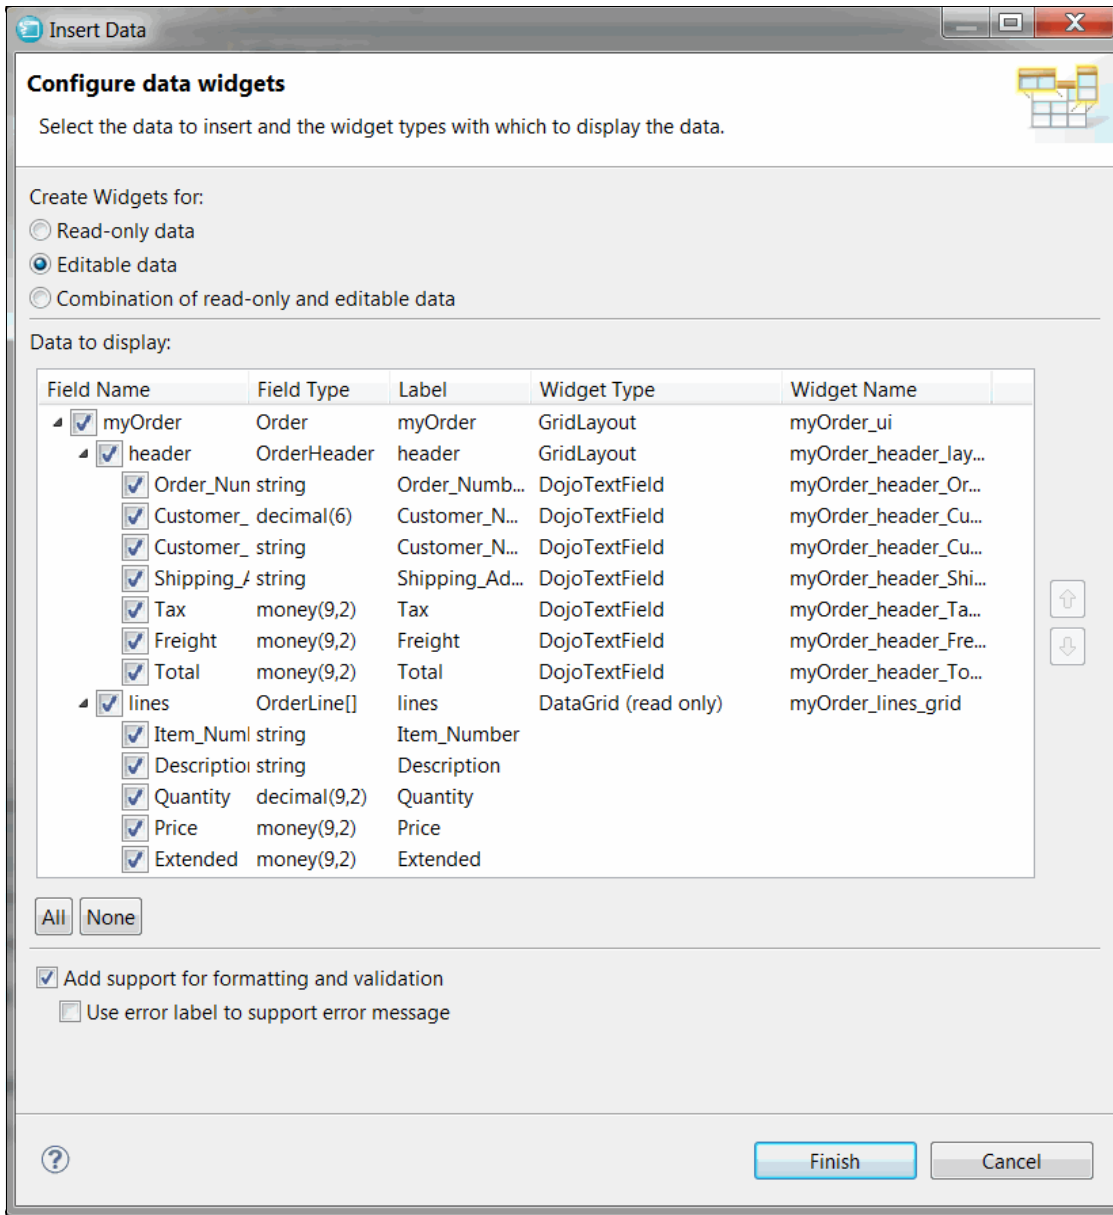 Insert Data
Configure data widgets
Select the data to insert and the widget types with which to display the data.
Create Widgets for:
Read-only data
Editable data
Combination of read-only and editable data
Data to display:
Field Name Field Type Label Widget Type Widget Name
myOrder Order myOrder GridLayout myOrder_ui
header OrderHeader header GridLayout myOrder_header_lay...
Order_Num string Order_Numb... DojoTextField myOrder_header_Or...
Customer_ decimal(6) Customer_N... DojoTextField myOrder_header_Cu...
Customer_ string Customer_N... DojoTextField myOrder_header_Cu...
Shipping_A string Shipping_Ad... DojoTextField myOrder_header_Shi...
Tax money(9,2) Tax DojoTextField myOrder_header_Ta...
Freight money(9,2) Freight DojoTextField myOrder_header_Fre...
Total money(9,2) Total DojoTextField myOrder_header_To...
lines OrderLine[] lines DataGrid (read only) myOrder_lines_grid
Item_Numl string Item_Number
Description string Description
Quantity decimal(9,2) Quantity
Price money(9,2) Price
Extended money(9,2) Extended
All None
Add support for formatting and validation
Use error label to support error message
? Finish Cancel